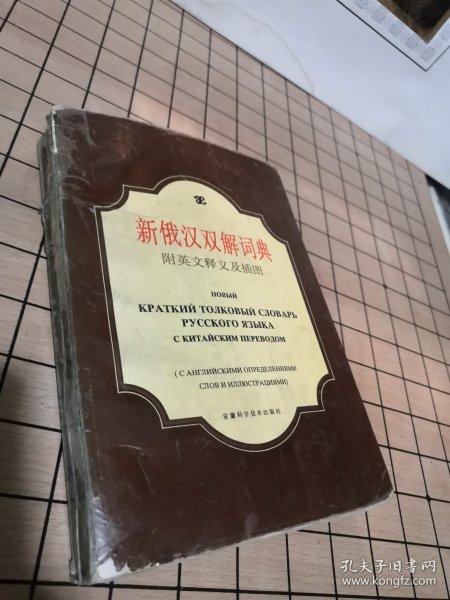 新俄汉双解词典
附英文释义及插图
НОВЫЙ
КРАТКИЙ ТОЛКОВЫЙ СЛОВАРЬ
РУССКОГО ЯЗЫКА
С КИТАЙСКИМ ПЕРЕВОДОМ
(С АНГЛИЙСКИМИ ОПРЕДЕЛЕНИЯМИ
СЛОВ И ИЛЛЮСТРАЦИЯМИ)
安徽科学技术出版社
孔夫子旧书网
www.kongfz.com